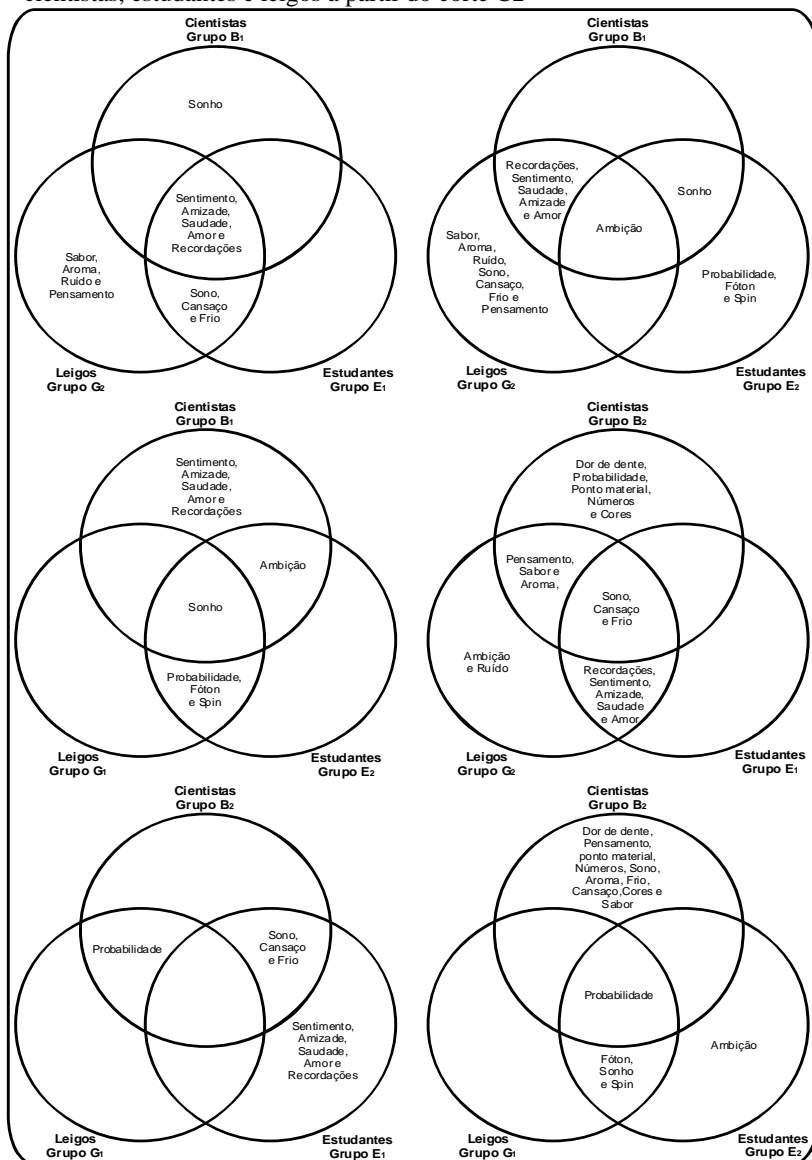 cientistas, estudantes e leigos a partir do corte C2
Cientistas
Grupo B1
Sonho
Sentimento,
Amizade,
Saudade,
Amor e
Recordações
Sabor,
Aroma,
Ruído e
Pensamento
Sono,
Cansaço
e Frio
Leigos
Grupo G2
Estudantes
Grupo E1
Cientistas
Grupo B1
Recordações,
Sentimento,
Saudade,
Amizade
e Amor
Sonho
Ambição
Sabor,
Aroma,
Ruído,
Sono,
Cansaço,
Frio e
Pensamento
Probabilidade,
Fóton
e Spin
Leigos
Grupo G2
Estudantes
Grupo E2
Cientistas
Grupo B1
Sentimento,
Amizade,
Saudade,
Amor e
Recordações
Ambição
Sonho
Probabilidade,
Fóton
e Spin
Leigos
Grupo G1
Estudantes
Grupo E2
Cientistas
Grupo B2
Dor de dente,
Probabilidade,
Ponto material,
Números
e Cores
Pensamento,
Sabor e
Aroma,
Sono,
Cansaço
e Frio
Ambição
e Ruído
Recordações,
Sentimento,
Amizade,
Saudade
e Amor
Leigos
Grupo G2
Estudantes
Grupo E1
Cientistas
Grupo B2
Probabilidade
Sono,
Cansaço
e Frio
Sentimento,
Amizade,
Saudade,
Amor e
Recordações
Leigos
Grupo G1
Estudantes
Grupo E1
Cientistas
Grupo B2
Dor de dente,
Pensamento,
ponto material,
Números, Sono,
Aroma, Frio,
Cansaço,Cores e
Sabor
Probabilidade
Ambição
Fóton,
Sonho
e Spin
Leigos
Grupo G1
Estudantes
Grupo E2